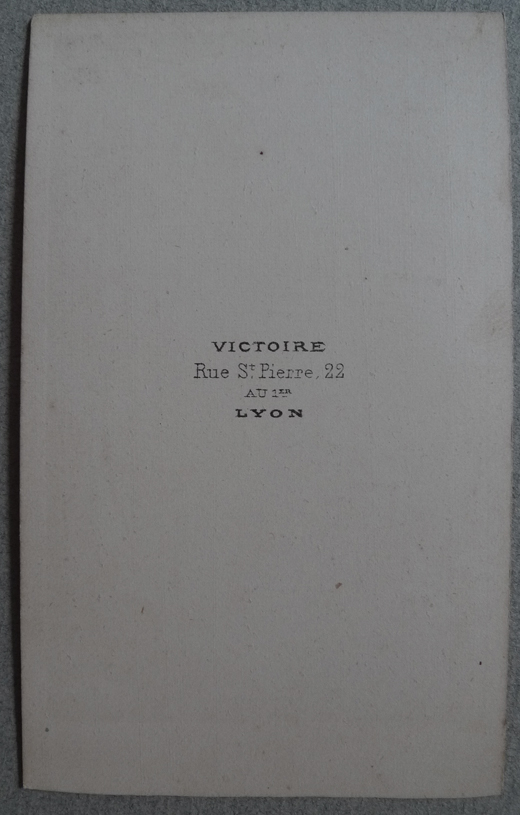 VICTOIRE
Rue St. Pierre, 22
AU 1ER
LYON